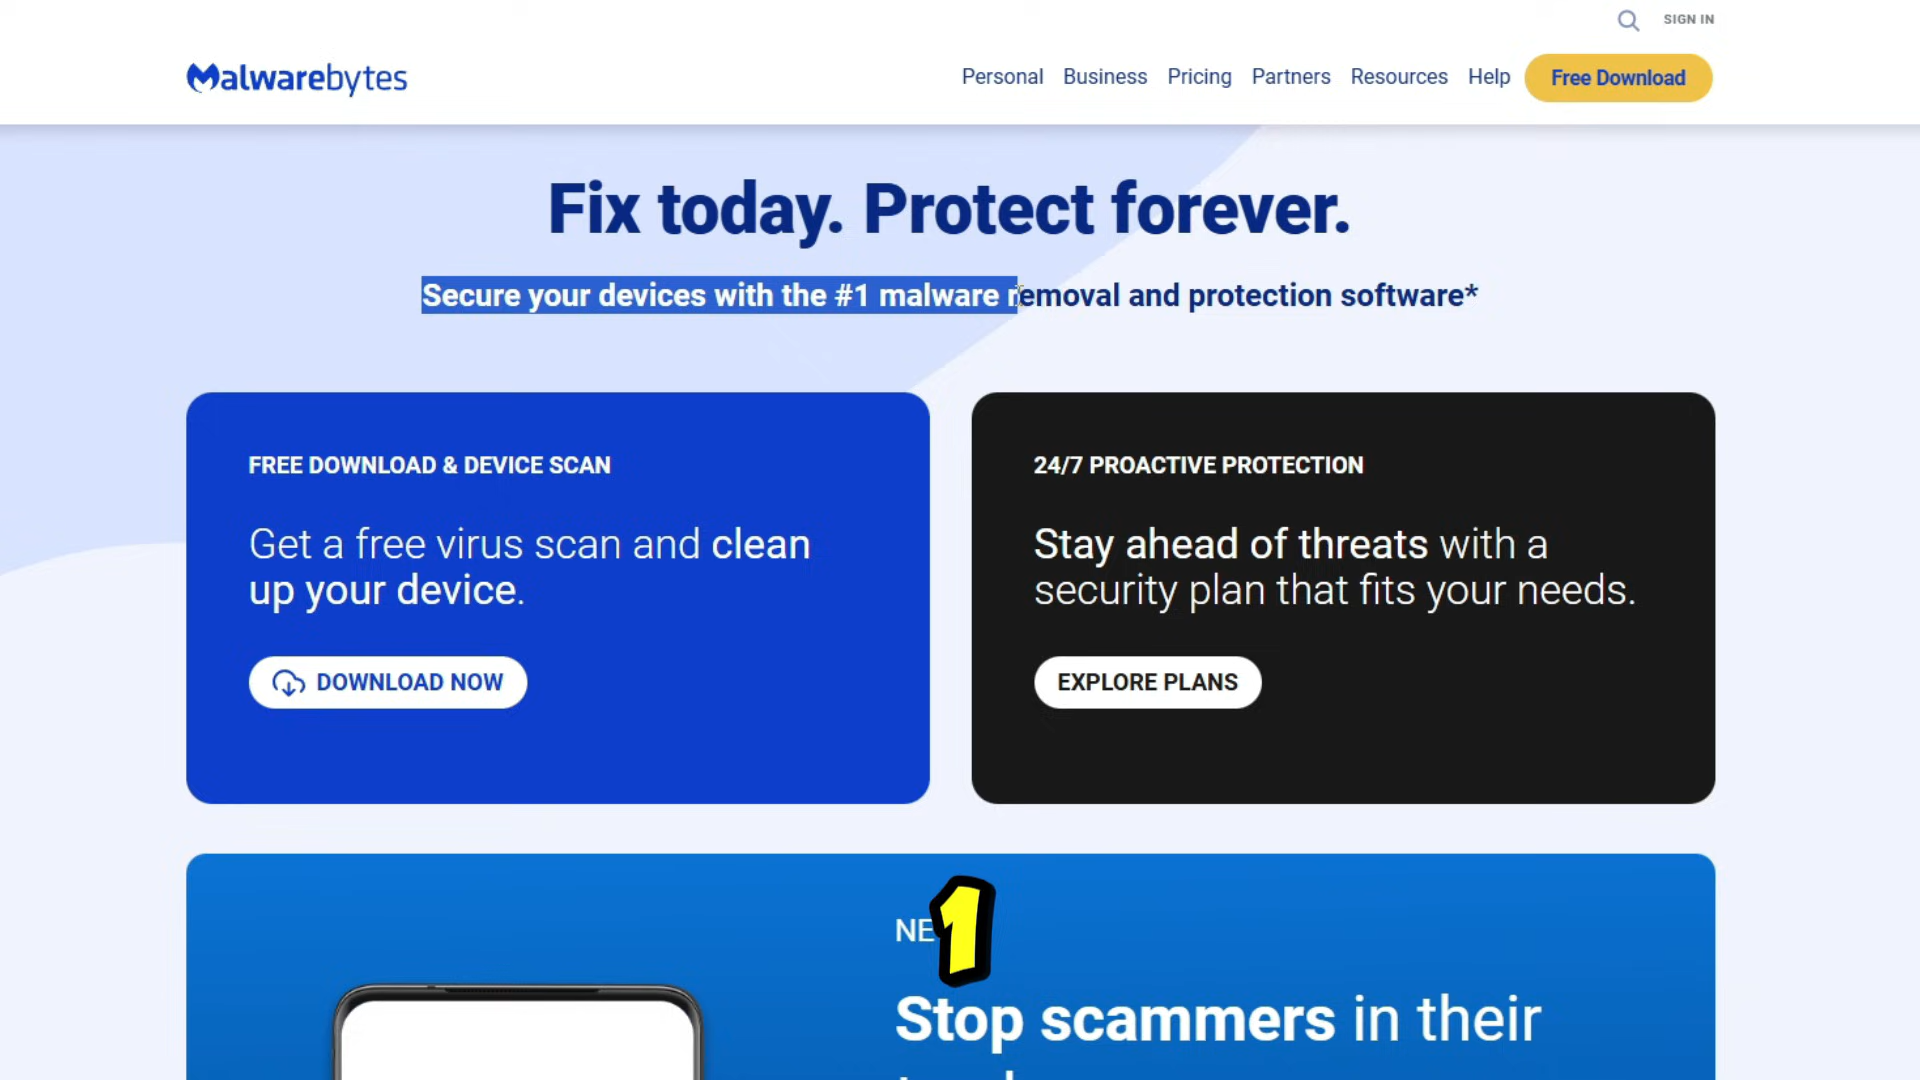 SIGN IN
Malwarebytes
Personal Business Pricing Partners Resources Help Free Download
Fix today. Protect forever.
Secure your devices with the #1 malware removal and protection software*
FREE DOWNLOAD & DEVICE SCAN
Get a free virus scan and clean
up your device.
DOWNLOAD NOW
24/7 PROACTIVE PROTECTION
Stay ahead of threats with a
security plan that fits your needs.
EXPLORE PLANS
NE
1
Stop scammers in their